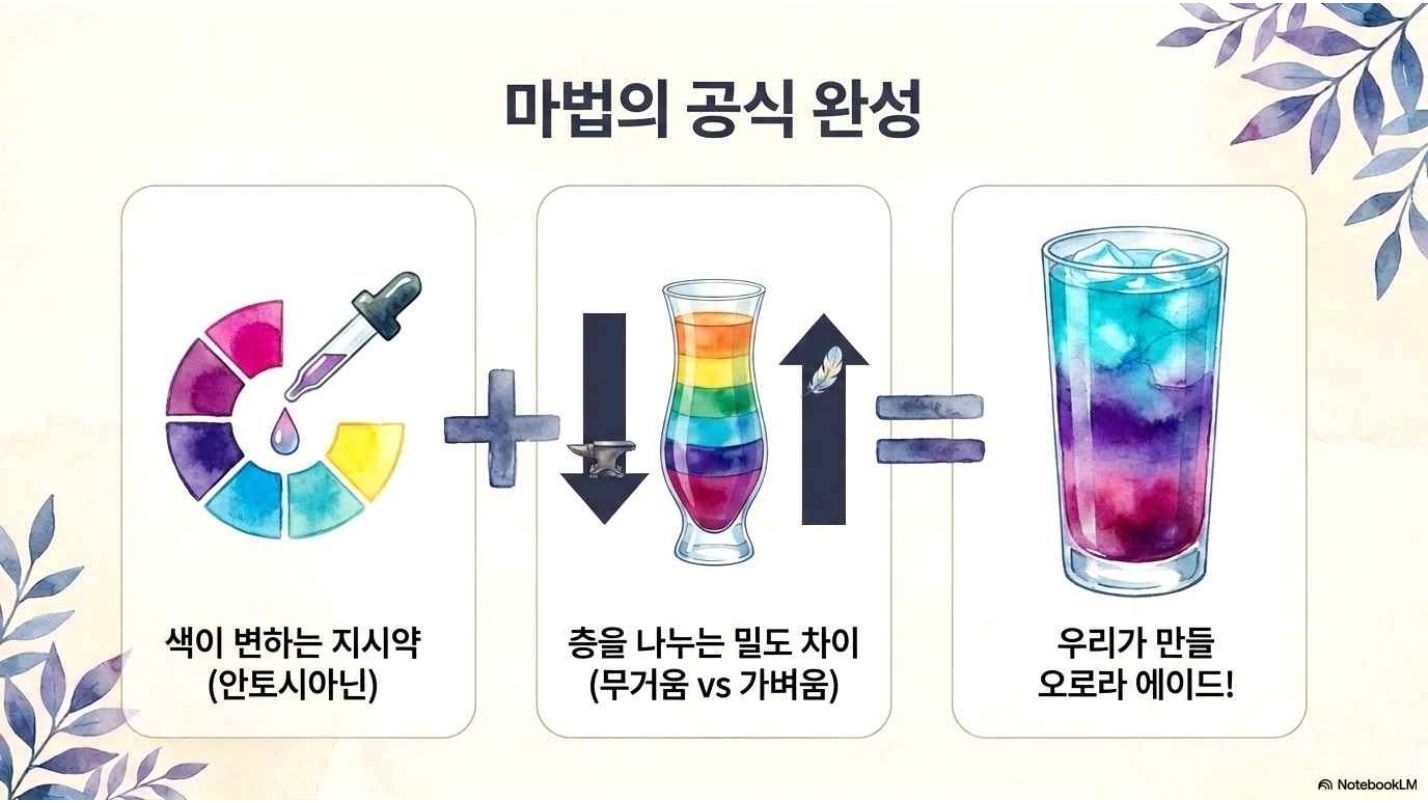 마법의 공식 완성
색이 변하는 지시약
(안토시아닌)
층을 나누는 밀도 차이
(무거움 vs 가벼움)
우리가 만들
오로라 에이드!
NotebookLM